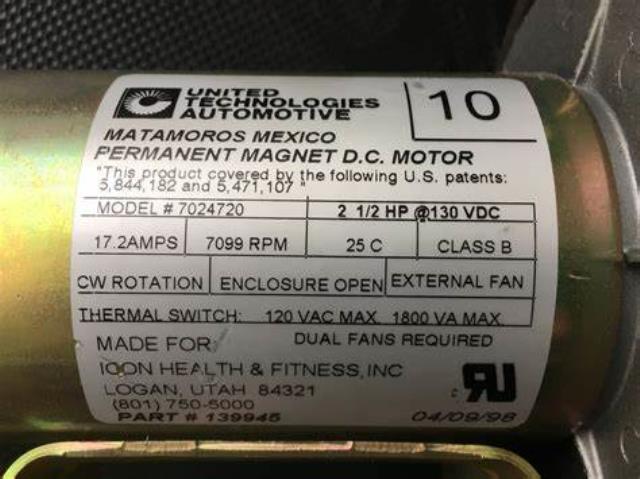 UNITED
TECHNOLOGIES
AUTOMOTIVE
10
MATAMOROS MEXICO
PERMANENT MAGNET D.C. MOTOR
"This product covered by the following U.S. patents:
5,844,182 and 5,471,107 "
MODEL # 7024720 2 1/2 HP @130 VDC
17.2AMPS 7099 RPM 25 C CLASS B
CW ROTATION ENCLOSURE OPEN EXTERNAL FAN
THERMAL SWITCH: 120 VAC MAX. 1800 VA MAX.
MADE FOR DUAL FANS REQUIRED
ICON HEALTH & FITNESS, INC
LOGAN, UTAH 84321
(801) 750-5000
PART # 139945
c RU
04/09/98